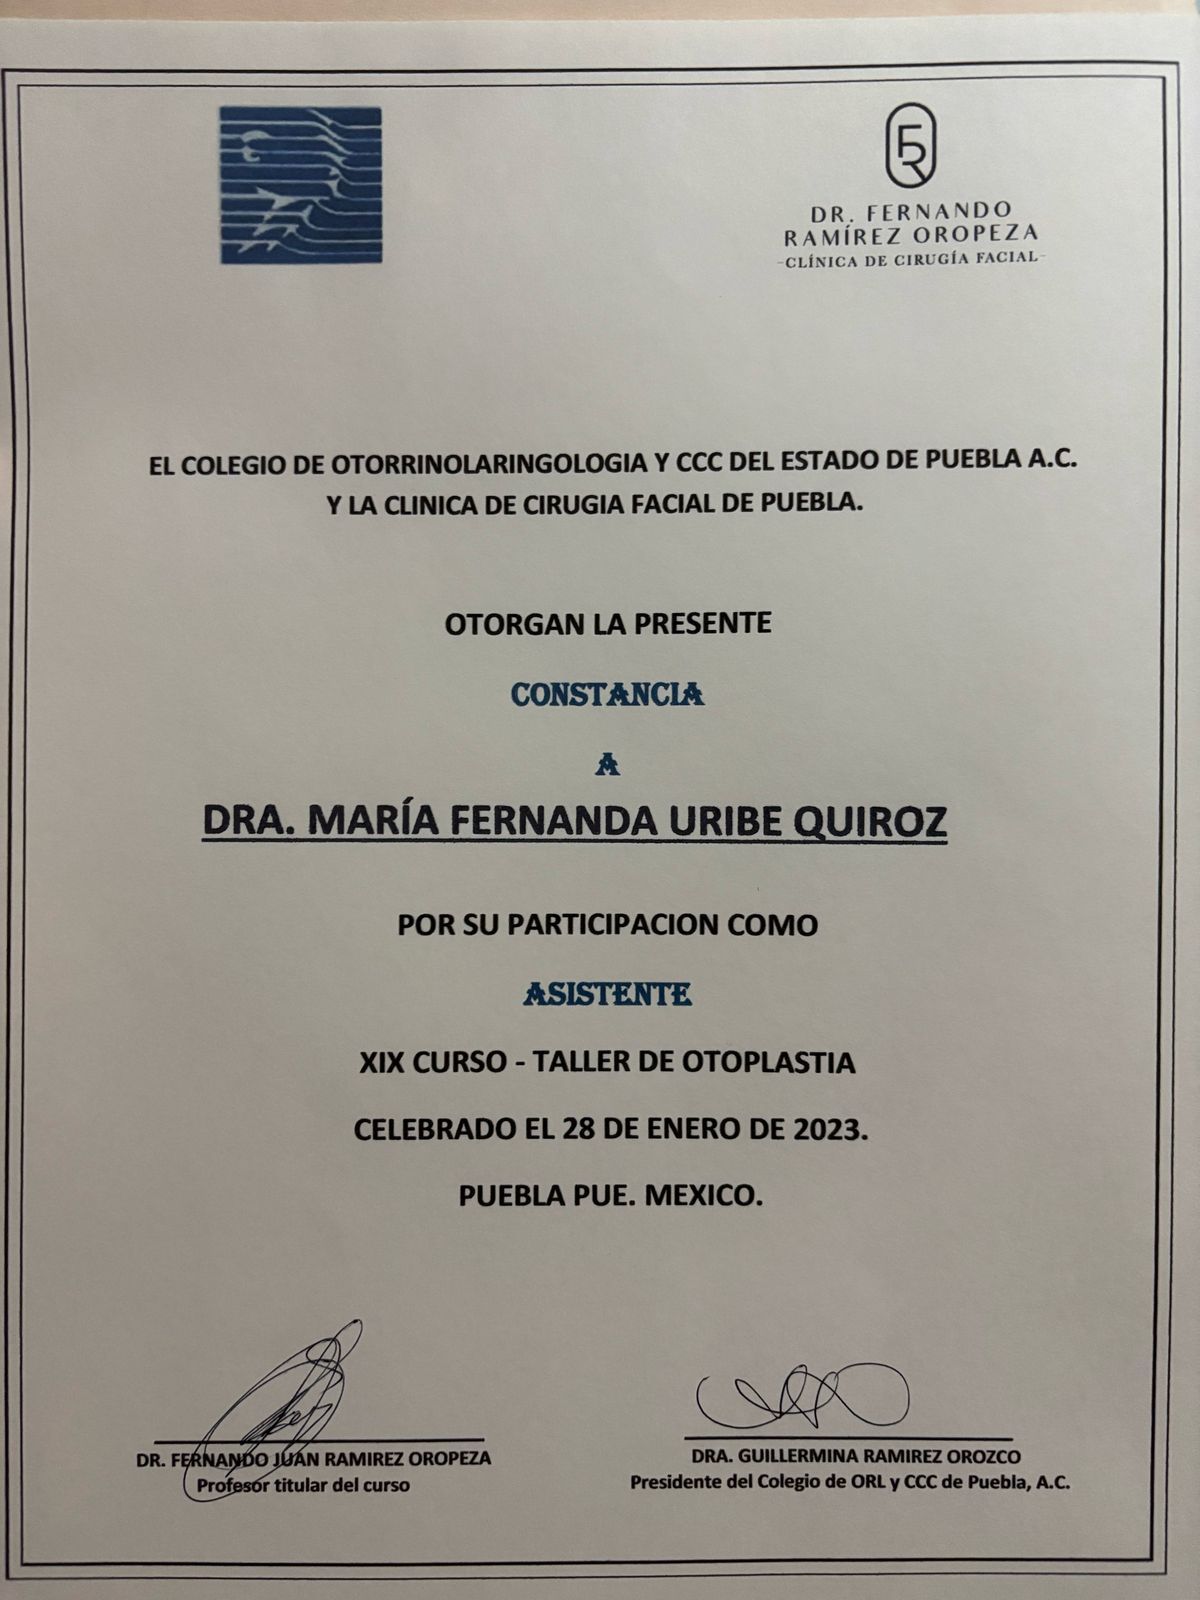 DR. FERNANDO
RAMÍREZ OROPEZA
-CLÍNICA DE CIRUGÍA FACIAL-
EL COLEGIO DE OTORRINOLARINGOLOGIA Y CCC DEL ESTADO DE PUEBLA A.C.
Y LA CLINICA DE CIRUGIA FACIAL DE PUEBLA.
OTORGAN LA PRESENTE
CONSTANCIA
A
DRA. MARÍA FERNANDA URIBE QUIROZ
POR SU PARTICIPACION COMO
ASISTENTE
XIX CURSO - TALLER DE OTOPLASTIA
CELEBRADO EL 28 DE ENERO DE 2023.
PUEBLA PUE. MEXICO.
DR. FERNANDO JUAN RAMIREZ OROPEZA
Profesor titular del curso
DRA. GUILLERMINA RAMIREZ OROZCO
Presidente del Colegio de ORL y CCC de Puebla, A.C.